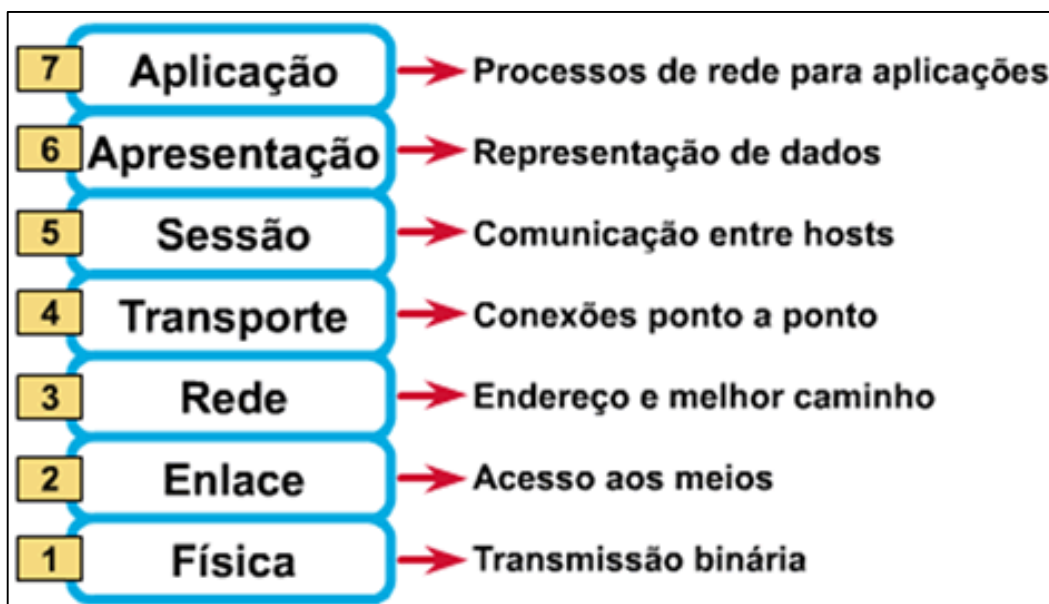 7 Aplicação Processos de rede para aplicações
6 Apresentação Representação de dados
5 Sessão Comunicação entre hosts
4 Transporte Conexões ponto a ponto
3 Rede Endereço e melhor caminho
2 Enlace Acesso aos meios
1 Física Transmissão binária